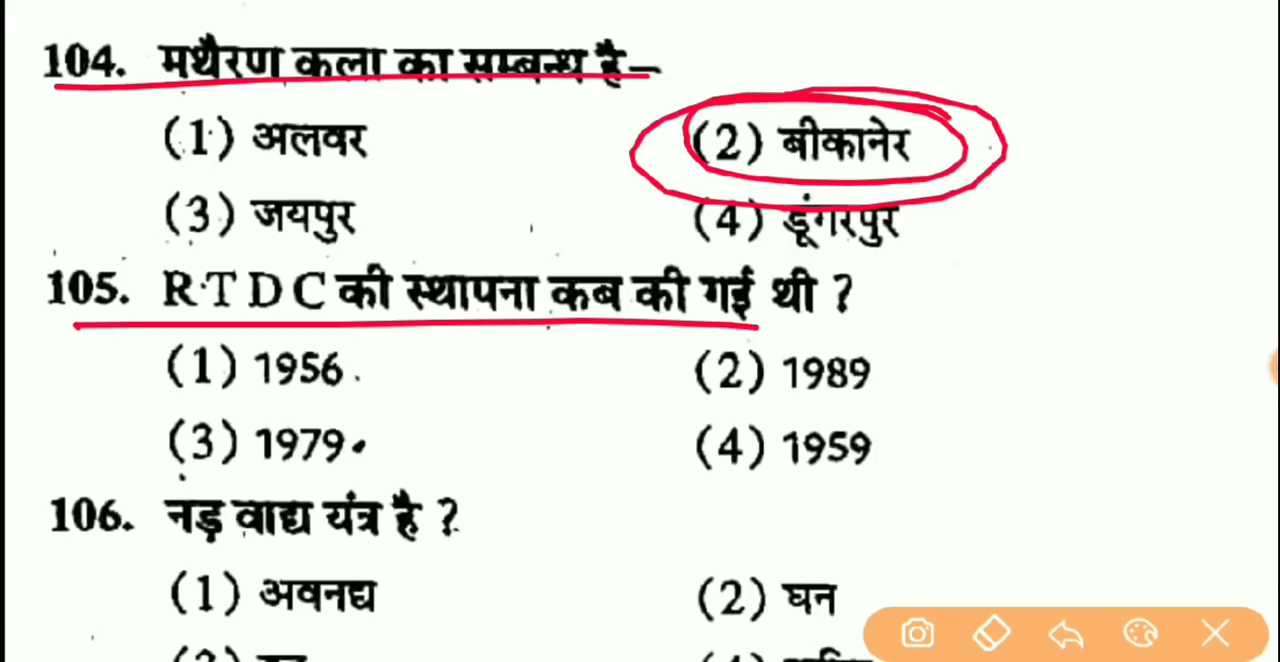 104. मथैरण कला का सम्बन्ध है–
(1) अलवर (2) बीकानेर
(3) जयपुर (4) डूंगरपुर
105. RTDC की स्थापना कब की गई थी ?
(1) 1956 (2) 1989
(3) 1979 (4) 1959
106. नड़ वाद्य यंत्र है ?
(1) अवनद्य (2) घन